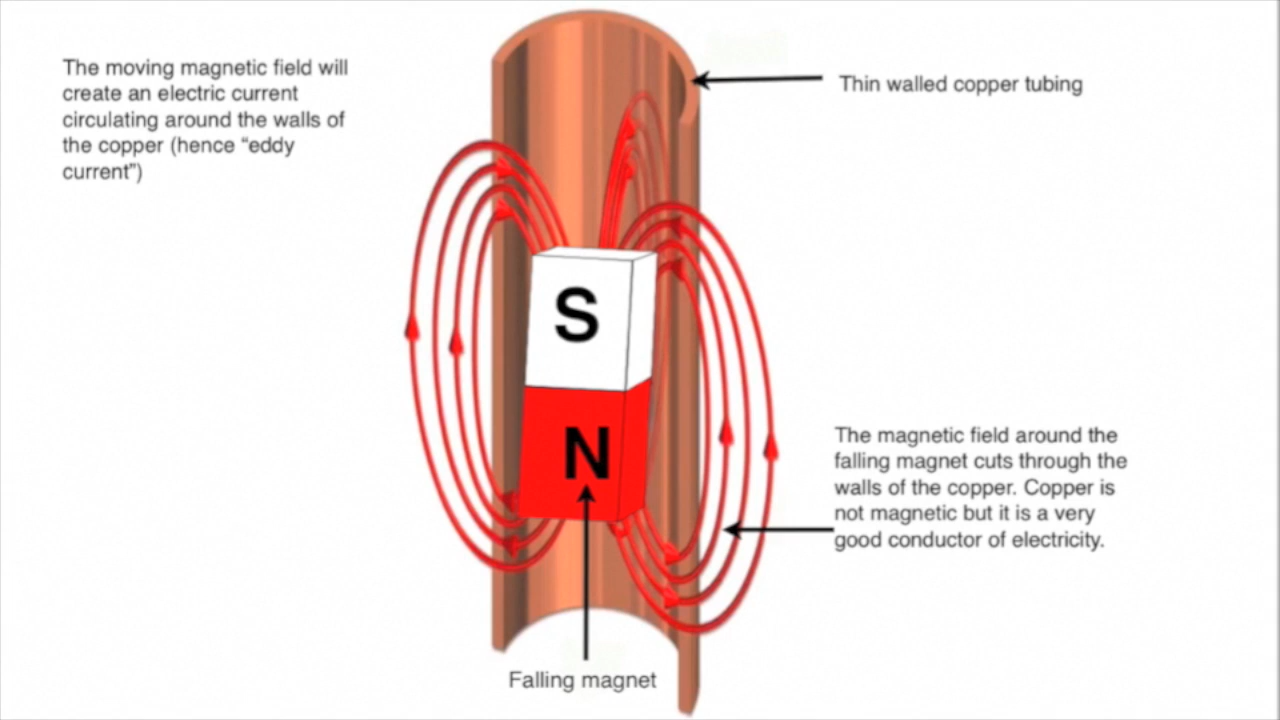 The moving magnetic field will
create an electric current
circulating around the walls of
the copper (hence “eddy
current”)
Thin walled copper tubing
S
N
The magnetic field around the
falling magnet cuts through the
walls of the copper. Copper is
not magnetic but it is a very
good conductor of electricity.
Falling magnet